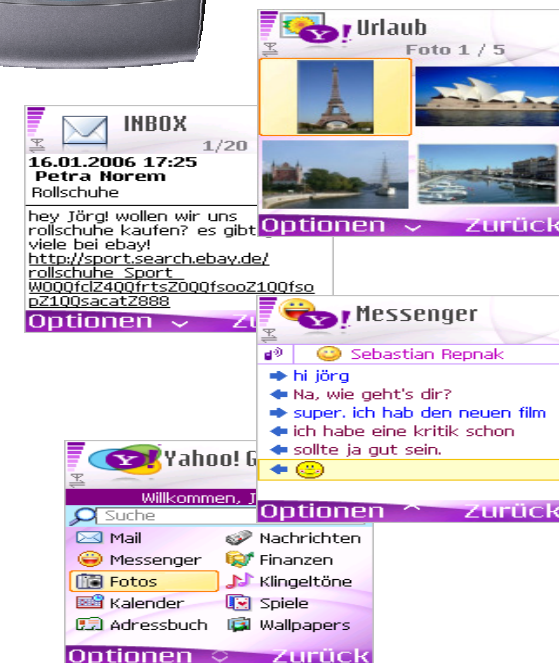 Urlaub
Foto 1 / 5
Optionen Zurück
INBOX
1/20
16.01.2006 17:25
Petra Norem
Rollschuhe
hey Jörg! wollen wir uns
rollschuhe kaufen? es gibt
viele bei ebay!
http://sport.search.ebay.de/
rollschuhe_Sport_
W0QQfclZ4QQfrtsZ0QQfsooZ1QQfso
pZ1QQsacatZ888
Optionen
Y! Messenger
Sebastian Repnak
hi jörg
Na, wie geht's dir?
super. ich hab den neuen film
ich habe eine kritik schon
sollte ja gut sein.
Optionen Zurück
Y! Yahoo! G
Willkommen, J
Suche
Mail Nachrichten
Messenger Finanzen
Fotos Klingeltöne
Kalender Spiele
Adressbuch Wallpapers
Optionen Zurück